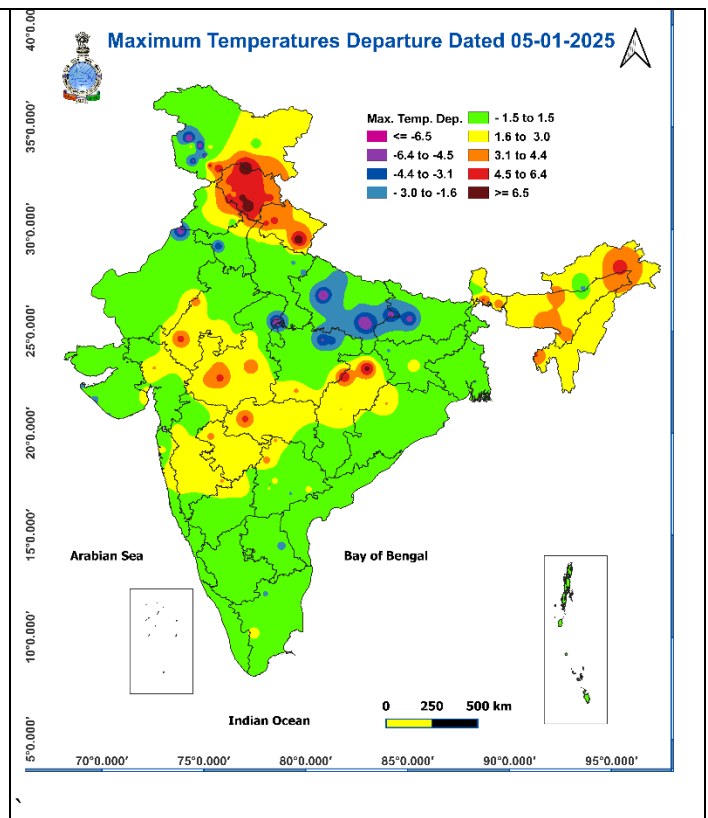 Maximum Temperatures Departure Dated 05-01-2025
Max. Temp. Dep.
<= -6.5
-6.4 to -4.5
-4.4 to -3.1
- 3.0 to -1.6
- 1.5 to 1.5
1.6 to 3.0
3.1 to 4.4
4.5 to 6.4
>= 6.5
40°0.000'
35°0.000'
30°0.000'
25°0.000'
20°0.000'
15°0.000'
10°0.000'
5°0.000'
Arabian Sea
Bay of Bengal
Indian Ocean
0 250 500 km
70°0.000' 75°0.000' 80°0.000' 85°0.000' 90°0.000' 95°0.000'
`